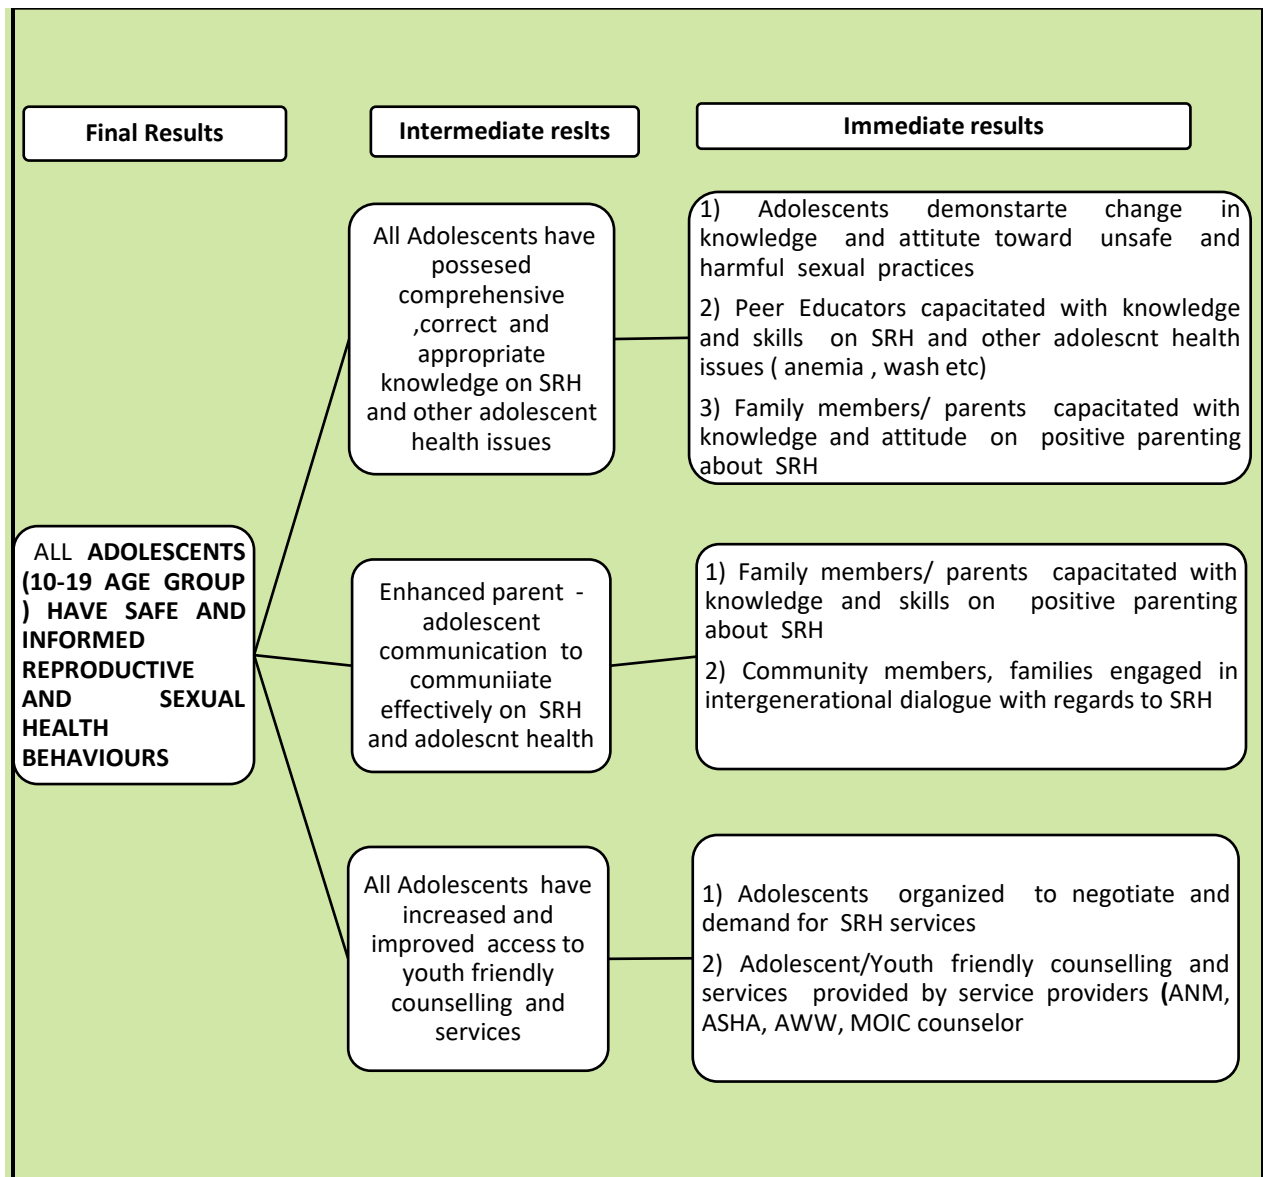 Final Results
Intermediate reslts
Immediate results
All Adolescents have
possesed
comprehensive
,correct and
appropriate
knowledge on SRH
and other adolescent
health issues
1) Adolescents demonstarte change in
knowledge and attitute toward unsafe and
harmful sexual practices
2) Peer Educators capacitated with knowledge
and skills on SRH and other adolescnt health
issues ( anemia , wash etc)
3) Family members/ parents capacitated with
knowledge and attitude on positive parenting
about SRH
ALL ADOLESCENTS
(10-19 AGE GROUP
) HAVE SAFE AND
INFORMED
REPRODUCTIVE
AND SEXUAL
HEALTH
BEHAVIOURS
Enhanced parent -
adolescent
communication to
communiiate
effectively on SRH
and adolescnt health
1) Family members/ parents capacitated with
knowledge and skills on positive parenting
about SRH
2) Community members, families engaged in
intergenerational dialogue with regards to SRH
All Adolescents have
increased and
improved access to
youth friendly
counselling and
services
1) Adolescents organized to negotiate and
demand for SRH services
2) Adolescent/Youth friendly counselling and
services provided by service providers (ANM,
ASHA, AWW, MOIC counselor